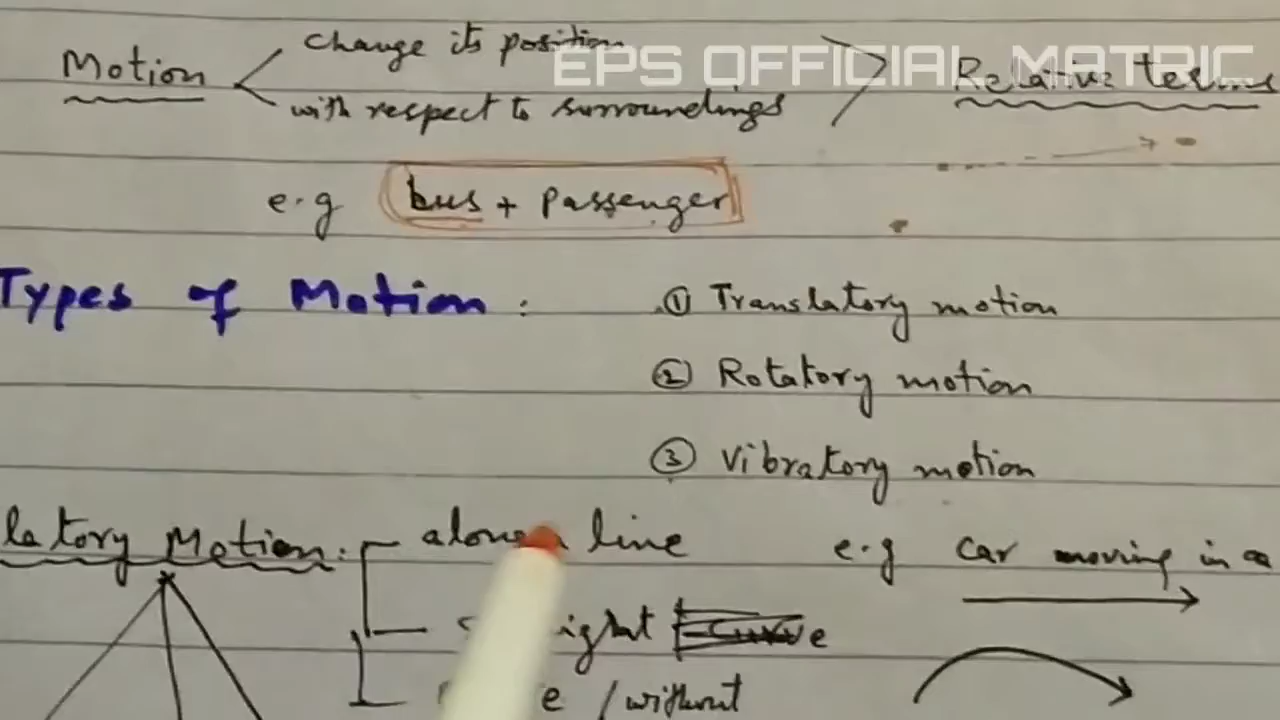 change its position
EPS OFFICIAL MATRIC
Motion
Relative terms
with respect to surroundings
e.g bus + Passenger
Types of Motion : ① Translatory motion
② Rotatory motion
③ Vibratory motion
latory Motion: along line e.g car moving in a
/without